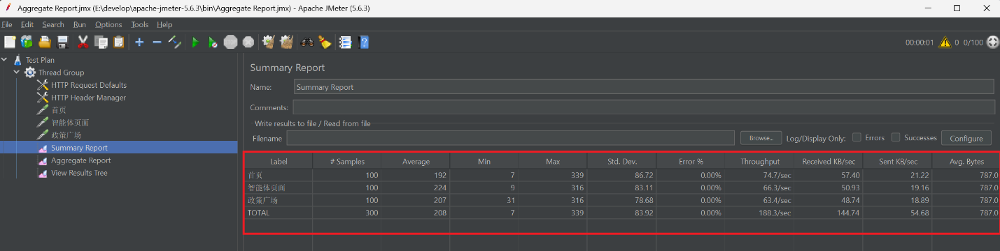 Aggregate Report.jmx (E:\develop\apache-jmeter-5.6.3\bin\Aggregate Report.jmx) - Apache JMeter (5.6.3)
File Edit Search Run Options Tools Help
00:00:01 0 0/100
Test Plan
Thread Group
HTTP Request Defaults
HTTP Header Manager
首页
智能体页面
政策广场
Summary Report
Aggregate Report
View Results Tree
Summary Report
Name: Summary Report
Comments:
Write results to file / Read from file
Filename Browse... Log/Display Only: Errors Successes Configure
Label # Samples Average Min Max Std. Dev. Error % Throughput Received KB/sec Sent KB/sec Avg. Bytes
首页 100 192 7 339 86.72 0.00% 74.7/sec 57.40 21.22 787.0
智能体页面 100 224 9 316 83.11 0.00% 66.3/sec 50.93 19.16 787.0
政策广场 100 207 31 316 78.68 0.00% 63.4/sec 48.74 18.89 787.0
TOTAL 300 208 7 339 83.92 0.00% 188.3/sec 144.74 54.68 787.0